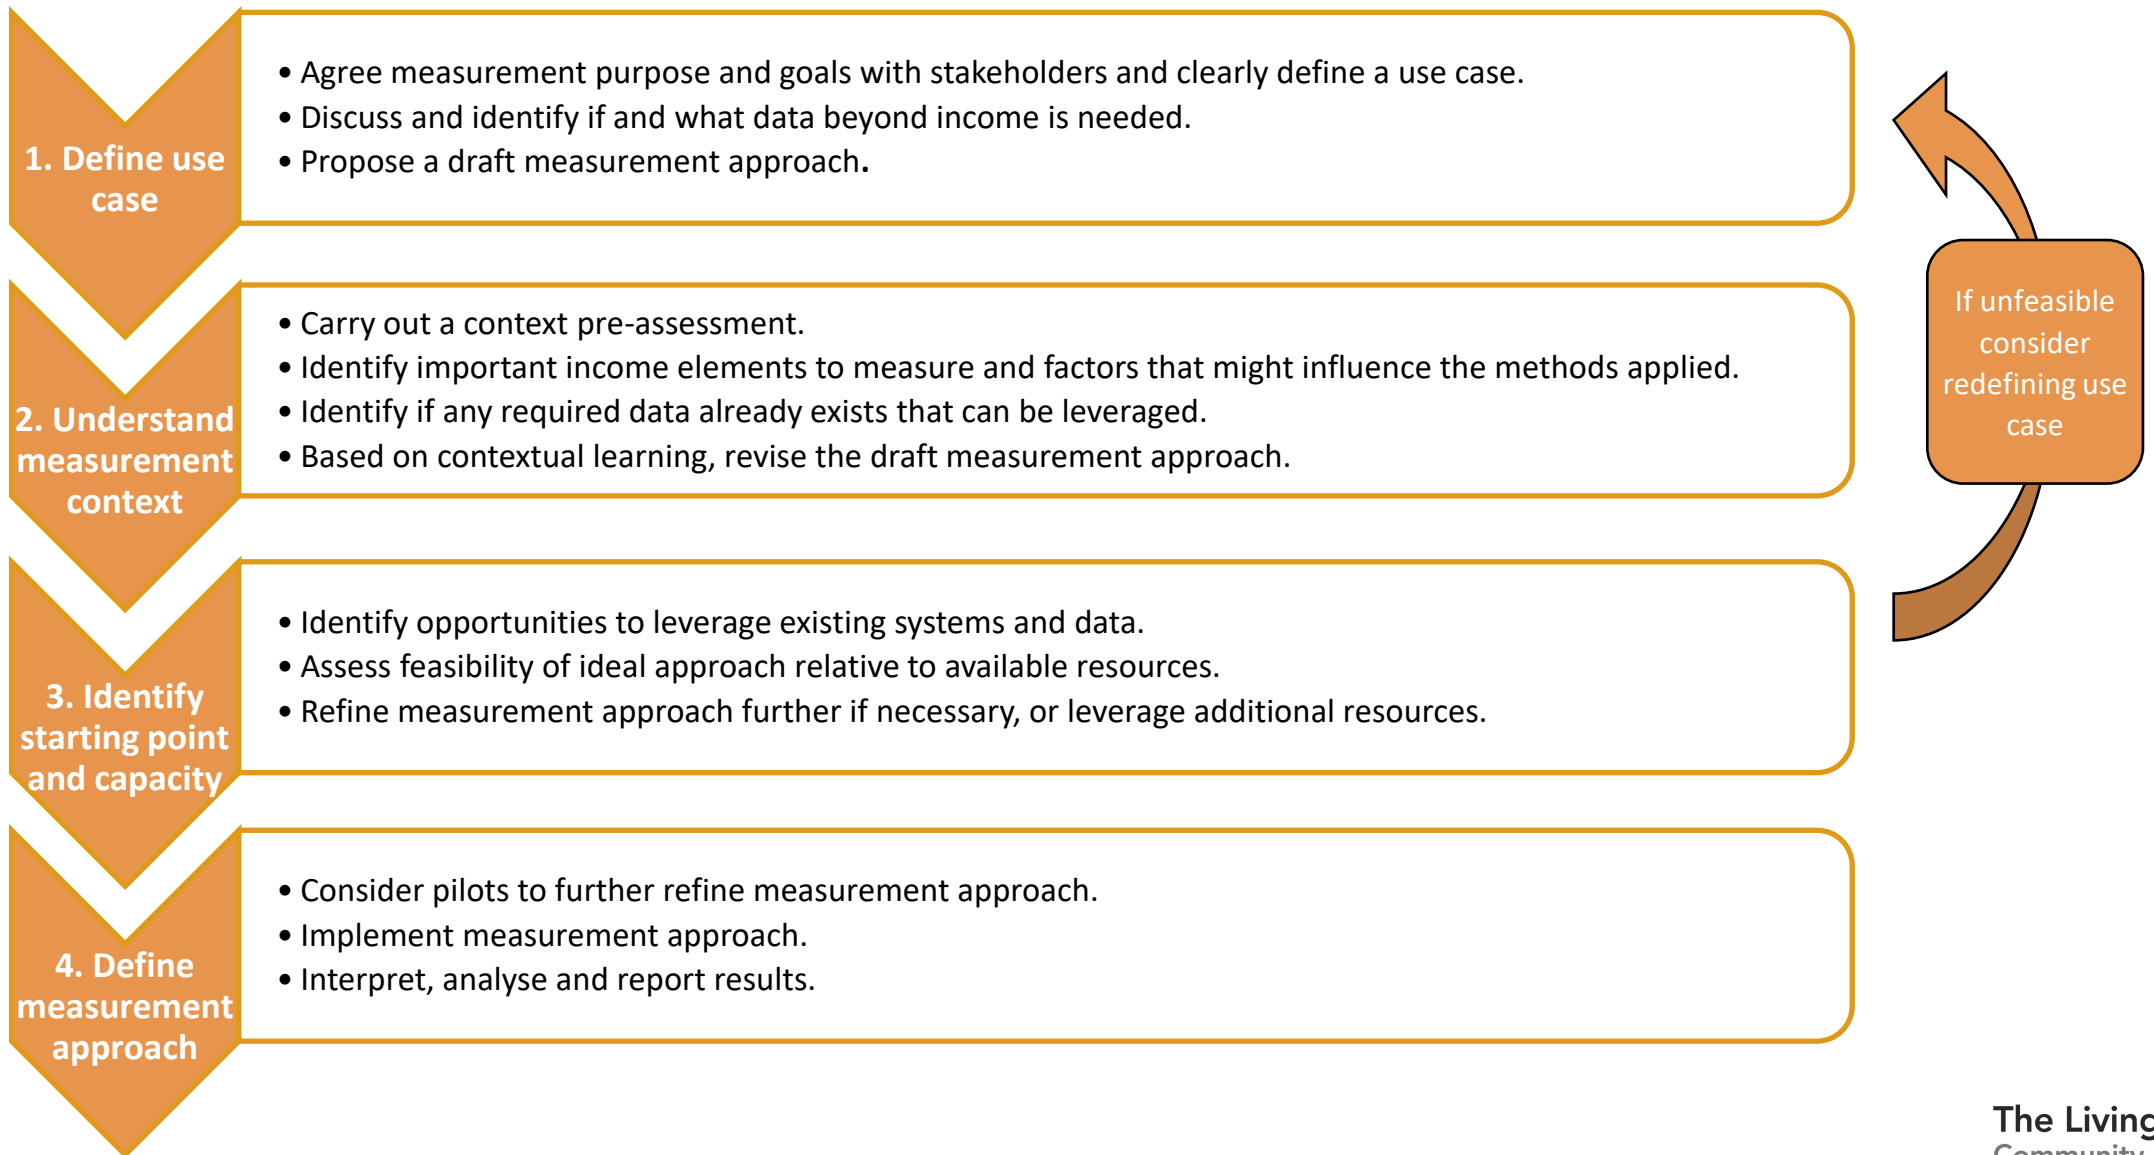 1. Define use
case
• Agree measurement purpose and goals with stakeholders and clearly define a use case.
• Discuss and identify if and what data beyond income is needed.
• Propose a draft measurement approach.
2. Understand
measurement
context
• Carry out a context pre-assessment.
• Identify important income elements to measure and factors that might influence the methods applied.
• Identify if any required data already exists that can be leveraged.
• Based on contextual learning, revise the draft measurement approach.
If unfeasible
consider
redefining use
case
3. Identify
starting point
and capacity
• Identify opportunities to leverage existing systems and data.
• Assess feasibility of ideal approach relative to available resources.
• Refine measurement approach further if necessary, or leverage additional resources.
4. Define
measurement
approach
• Consider pilots to further refine measurement approach.
• Implement measurement approach.
• Interpret, analyse and report results.
The Living
Community